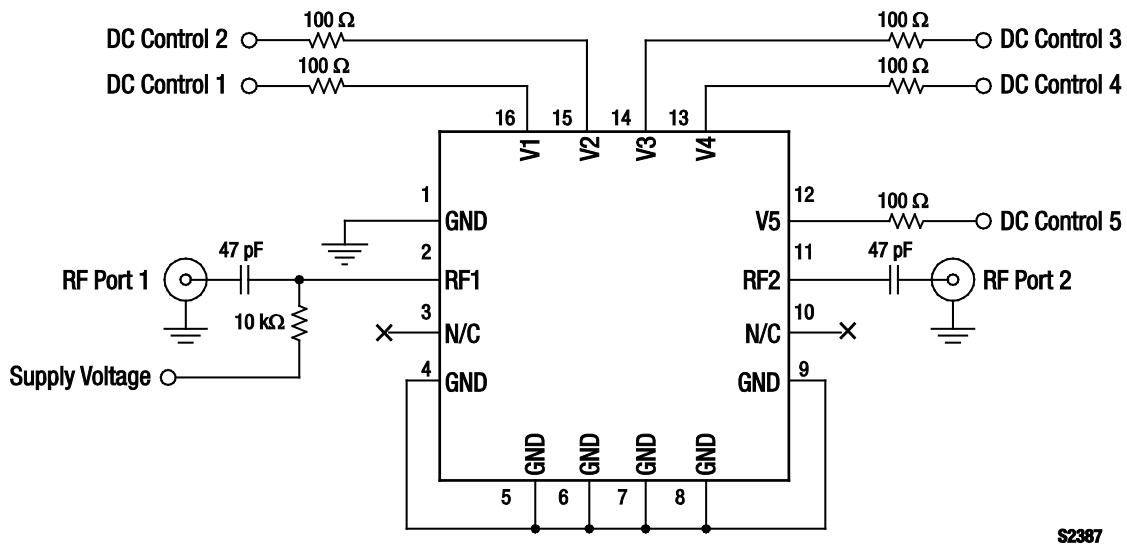 100 Ω
100 Ω
DC Control 2
DC Control 3
100 Ω
100 Ω
DC Control 1
DC Control 4
16
15
14
13
V1
V2
V3
V4
1
12
100 Ω
GND
V5
DC Control 5
47 pF
2
11
47 pF
RF Port 1
RF1
RF2
RF Port 2
10 kΩ
3
10
N/C
N/C
Supply Voltage
4
9
GND
GND
GND
GND
GND
GND
5
6
7
8
S2387